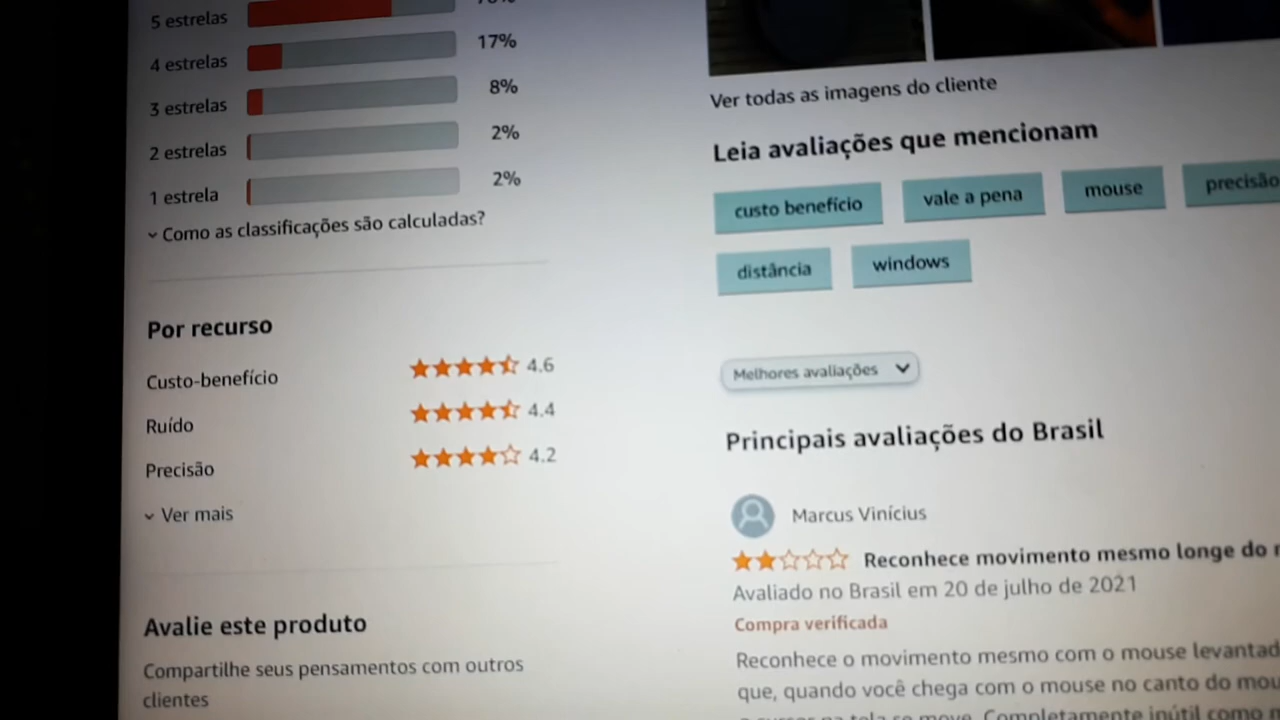 5 estrelas
4 estrelas 17%
3 estrelas 8%
2 estrelas 2%
1 estrela 2%
Como as classificações são calculadas?
Por recurso
Custo-benefício 4.6
Ruído 4.4
Precisão 4.2
Ver mais
Avalie este produto
Compartilhe seus pensamentos com outros
clientes
Ver todas as imagens do cliente
Leia avaliações que mencionam
custo benefício vale a pena mouse precisão
distância windows
Melhores avaliações
Principais avaliações do Brasil
Marcus Vinícius
Reconhece movimento mesmo longe do
Avaliado no Brasil em 20 de julho de 2021
Compra verificada
Reconhece o movimento mesmo com o mouse
que, quando você chega com o mouse no canto do
tela se move. Completamente inútil como